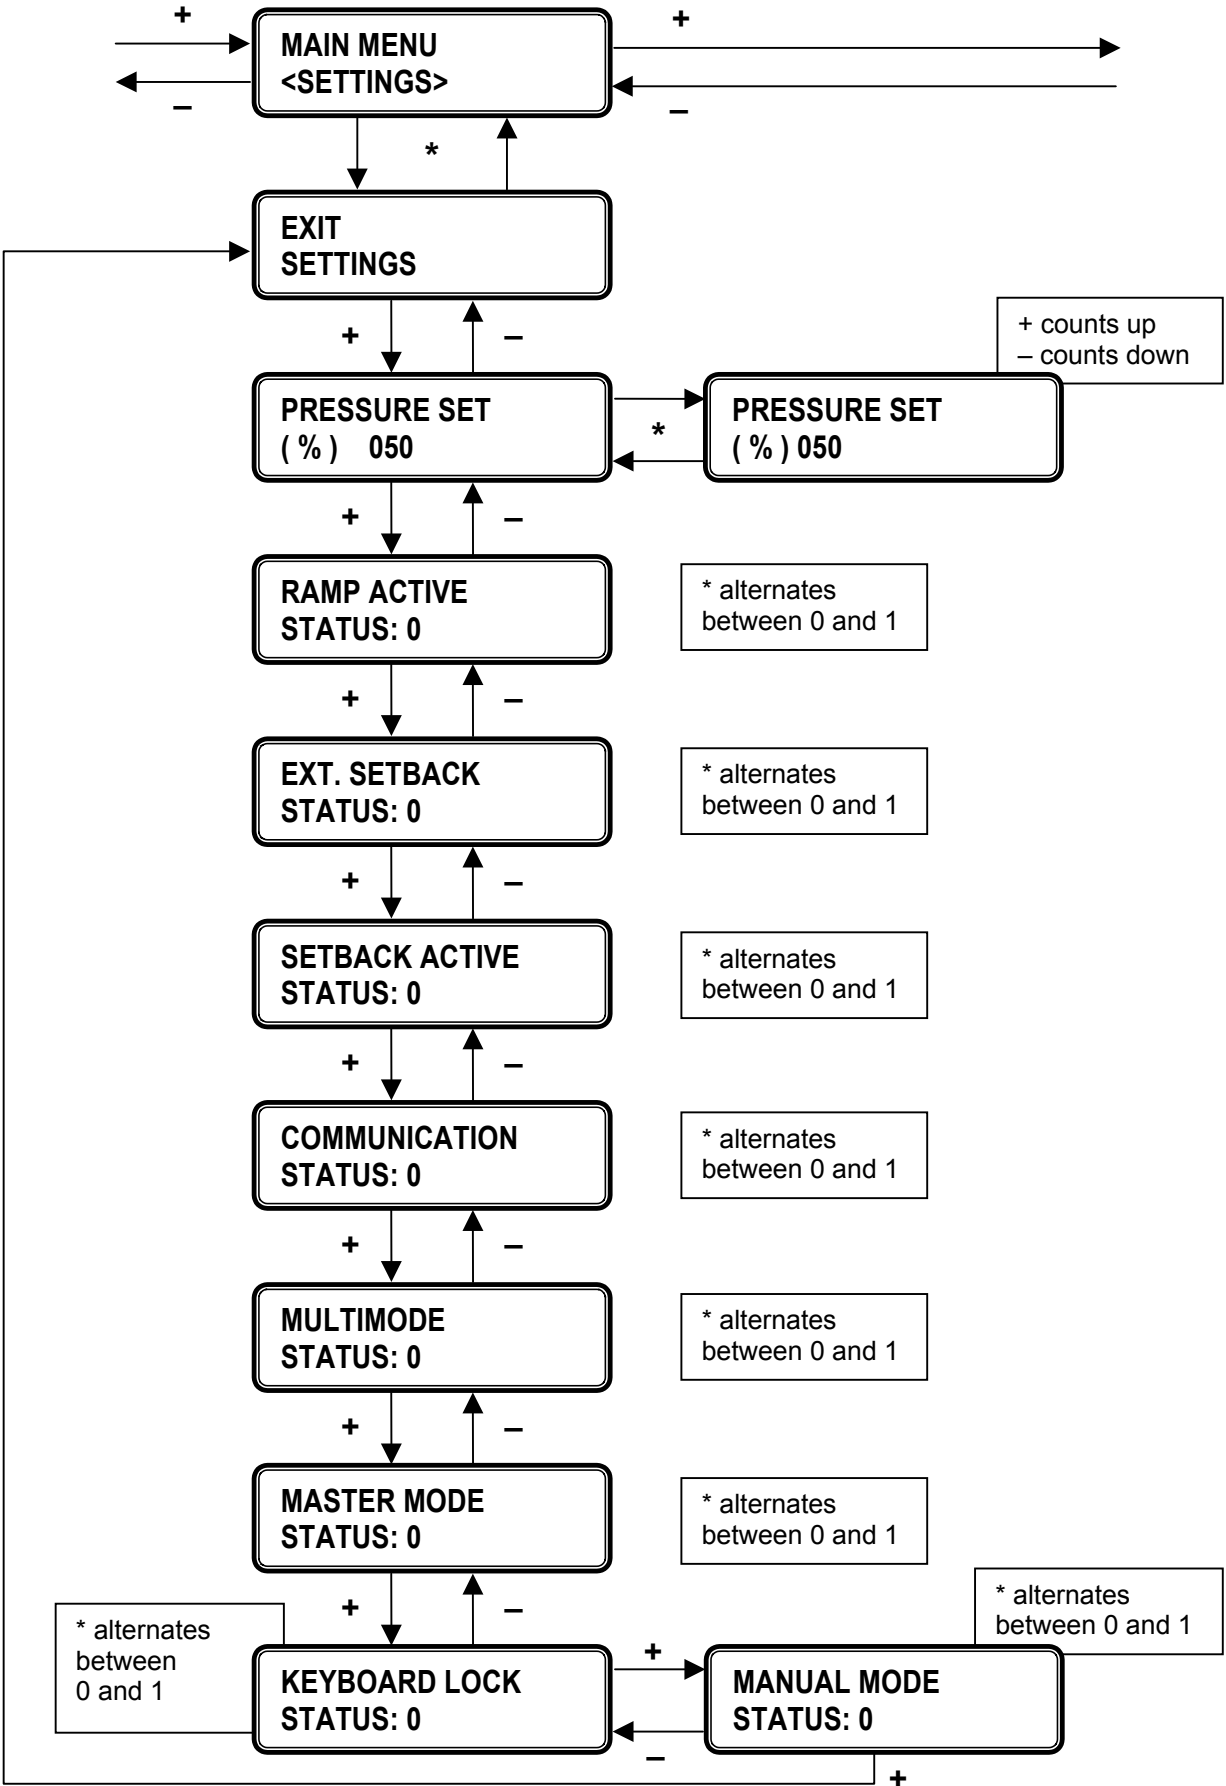 +
+
MAIN MENU
<SETTINGS>
–
–
*
EXIT
SETTINGS
+
–
+ counts up
– counts down
PRESSURE SET
( % ) 050
*
PRESSURE SET
( % ) 050
+
–
RAMP ACTIVE
STATUS: 0
* alternates
between 0 and 1
+
–
EXT. SETBACK
STATUS: 0
* alternates
between 0 and 1
+
–
SETBACK ACTIVE
STATUS: 0
* alternates
between 0 and 1
+
–
COMMUNICATION
STATUS: 0
* alternates
between 0 and 1
+
–
MULTIMODE
STATUS: 0
* alternates
between 0 and 1
+
–
MASTER MODE
STATUS: 0
* alternates
between 0 and 1
+
–
* alternates
between
0 and 1
KEYBOARD LOCK
STATUS: 0
+
–
* alternates
between 0 and 1
MANUAL MODE
STATUS: 0
+